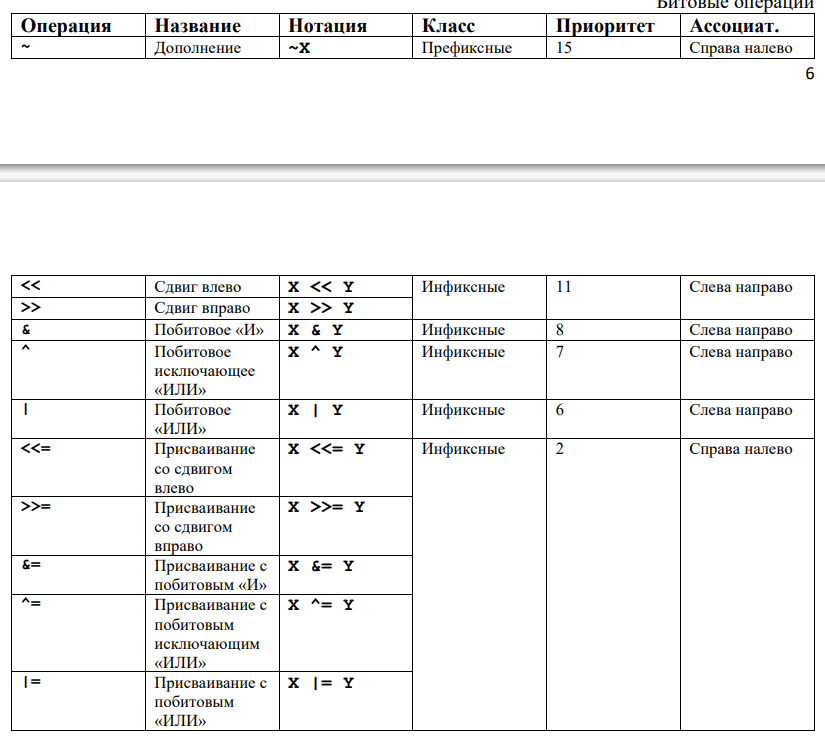 Битовые операции
Операция Название Нотация Класс Приоритет Ассоциат.
~ Дополнение ~X Префиксные 15 Справа налево
6
<< Сдвиг влево X << Y Инфиксные 11 Слева направо
>> Сдвиг вправо X >> Y
& Побитовое «И» X & Y Инфиксные 8 Слева направо
^ Побитовое X ^ Y Инфиксные 7 Слева направо
исключающее
«ИЛИ»
| Побитовое X | Y Инфиксные 6 Слева направо
«ИЛИ»
<<= Присваивание X <<= Y Инфиксные 2 Справа налево
со сдвигом
влево
>>= Присваивание X >>= Y
со сдвигом
вправо
&= Присваивание с X &= Y
побитовым «И»
^= Присваивание с X ^= Y
побитовым
исключающим
«ИЛИ»
|= Присваивание с X |= Y
побитовым
«ИЛИ»